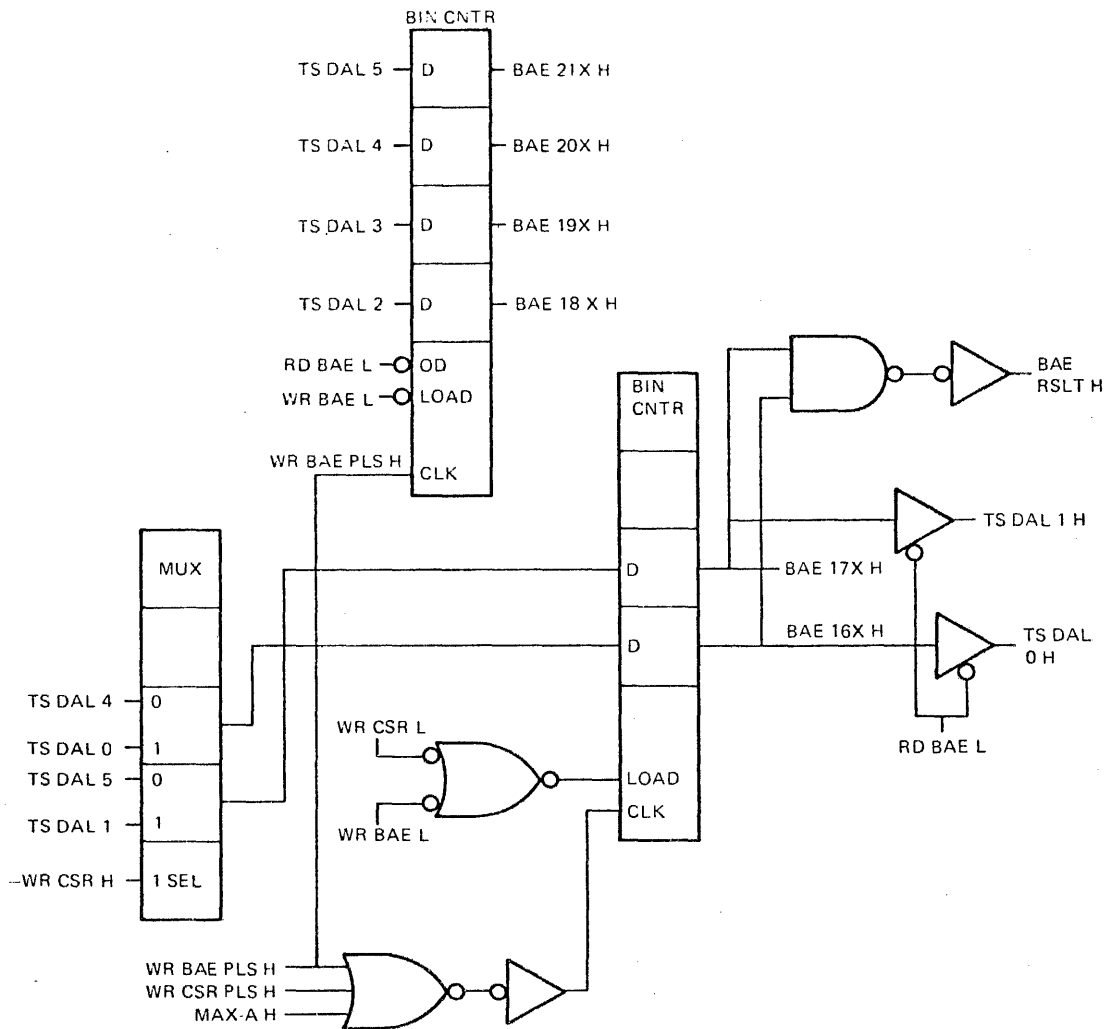 BIN CNTR
TS DAL 5
D
BAE 21X H
TS DAL 4
D
BAE 20X H
TS DAL 3
D
BAE 19X H
TS DAL 2
D
BAE 18X H
RD BAE L
OD
WR BAE L
LOAD
WR BAE PLS H
CLK
BIN
CNTR
BAE
RSLT H
TS DAL 1 H
MUX
D
BAE 17X H
D
BAE 16X H
TS DAL
0 H
TS DAL 4
0
TS DAL 0
1
TS DAL 5
0
TS DAL 1
1
–WR CSR H
1 SEL
WR CSR L
WR BAE L
LOAD
CLK
RD BAE L
WR BAE PLS H
WR CSR PLS H
MAX-A H